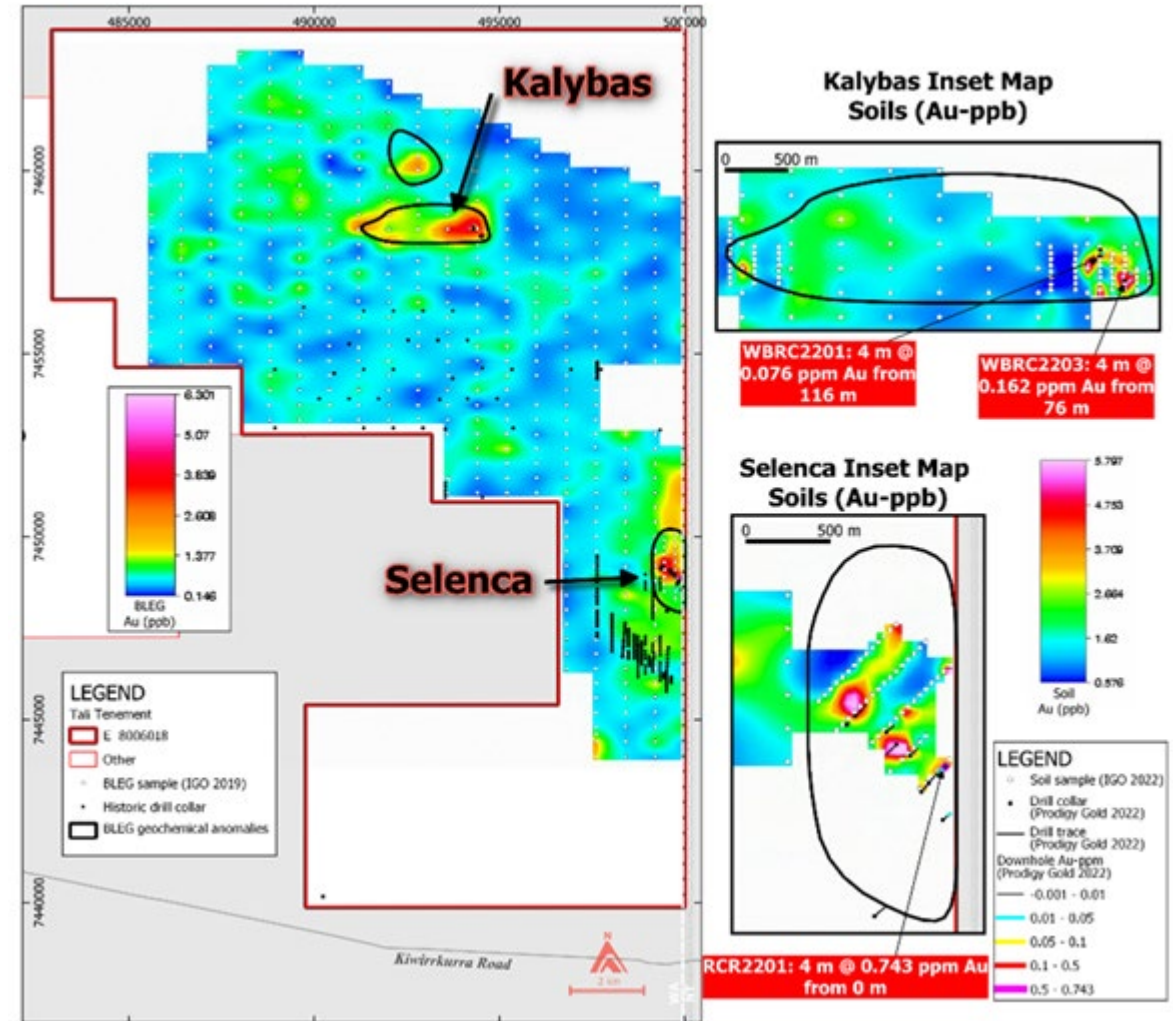 485000
490000
495000
500000
7460000
7455000
7450000
7445000
7440000
Kalybas
Selenca
6.301
5.07
3.839
2.608
1.377
0.146
BLEG
Au (ppb)
LEGEND
Tali Tenement
E 8006018
Other
BLEG sample (IGO 2019)
Historic drill collar
BLEG geochemical anomalies
Kiwirrkurra Road
N
2 km
WA
NT
Kalybas Inset Map
Soils (Au-ppb)
0 500 m
WBRC2201: 4 m @
0.076 ppm Au from
116 m
WBRC2203: 4 m @
0.162 ppm Au from
76 m
Selenca Inset Map
Soils (Au-ppb)
0 500 m
RCR2201: 4 m @ 0.743 ppm Au
from 0 m
5.797
4.753
3.709
2.664
1.62
0.576
Soil
Au (ppb)
LEGEND
Soil sample (IGO 2022)
Drill collar
(Prodigy Gold 2022)
Drill trace
(Prodigy Gold 2022)
Downhole Au-ppm
(Prodigy Gold 2022)
-0.001 - 0.01
0.01 - 0.05
0.05 - 0.1
0.1 - 0.5
0.5 - 0.743